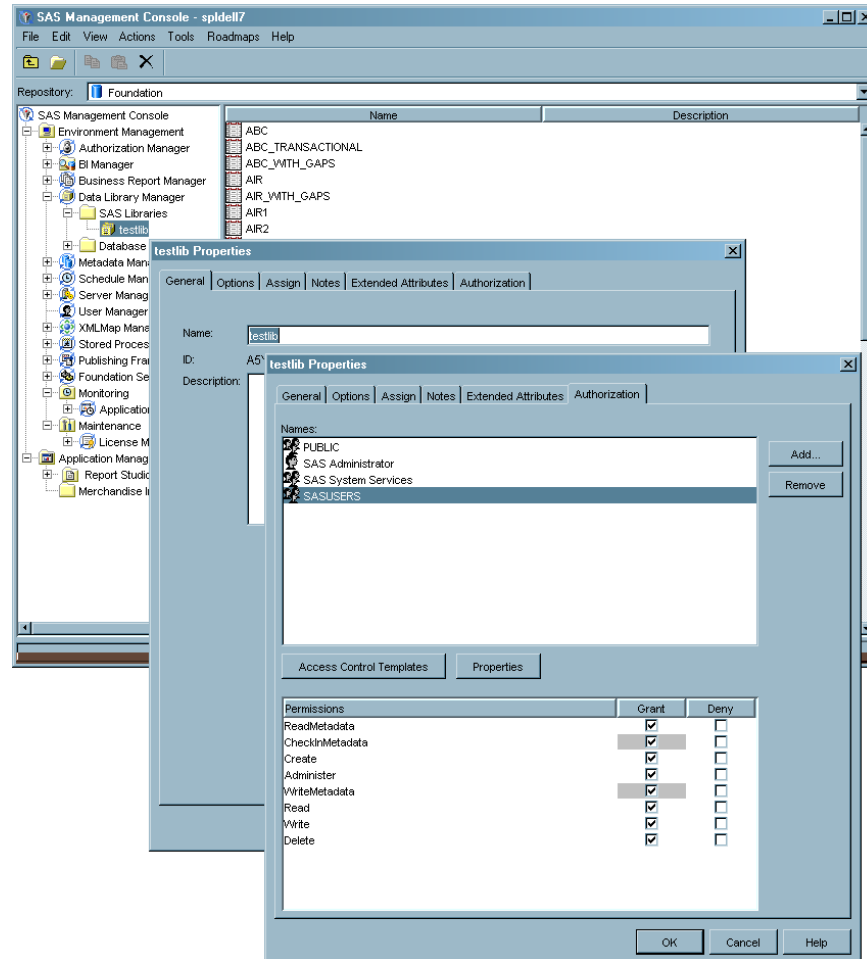 SAS Management Console - spldell7
File Edit View Actions Tools Roadmaps Help
Repository: Foundation
SAS Management Console
Environment Management
Authorization Manager
BI Manager
Business Report Manager
Data Library Manager
SAS Libraries
testlib
Database
Metadata Man
Schedule Man
Server Manag
User Manager
XMLMap Mana
Stored Proces
Publishing Fran
Foundation Se
Monitoring
Application
Maintenance
License M
Application Manag
Report Studio
Merchandise I
Name Description
ABC
ABC_TRANSACTIONAL
ABC_WITH_GAPS
AIR
AIR_WITH_GAPS
AIR1
AIR2
testlib Properties
General Options Assign Notes Extended Attributes Authorization
Name: testlib
ID: A5Y
Description:
testlib Properties
General Options Assign Notes Extended Attributes Authorization
Names:
PUBLIC
SAS Administrator
SAS System Services
SASUSERS
Add...
Remove
Access Control Templates Properties
Permissions Grant Deny
ReadMetadata
CheckInMetadata
Create
Administer
WriteMetadata
Read
Write
Delete
OK Cancel Help